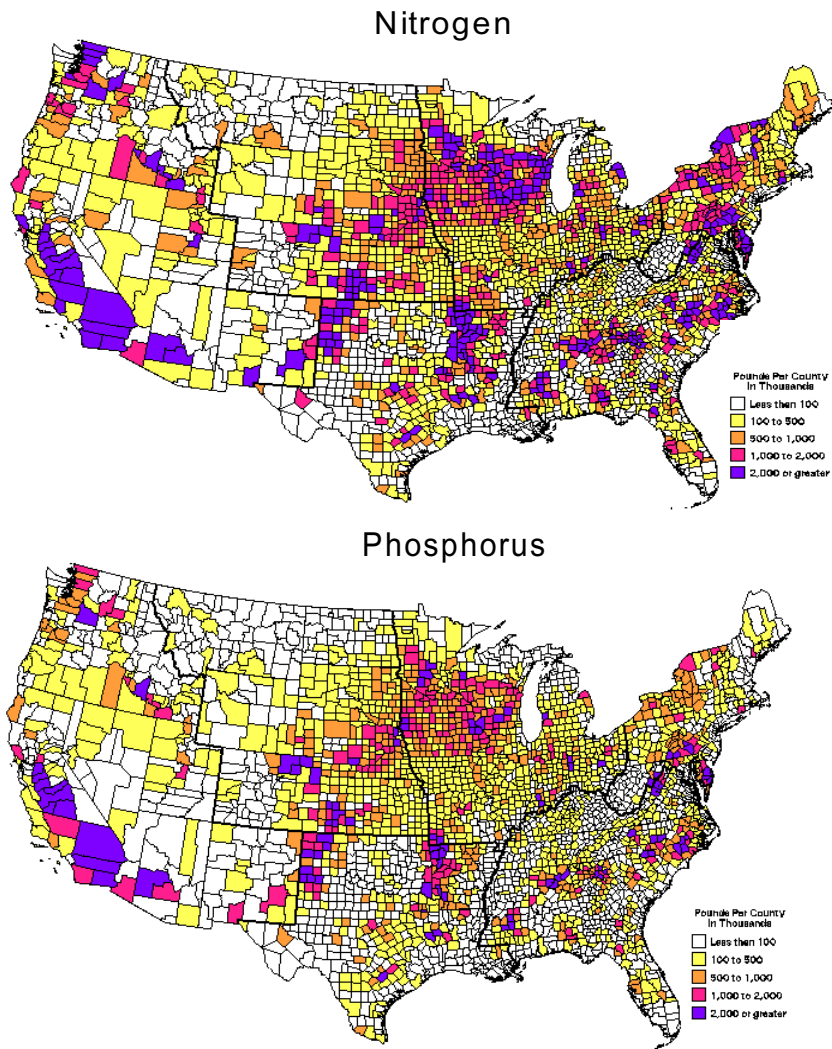 Nitrogen
Pounds Per County
In Thousands
Less than 100
100 to 500
500 to 1,000
1,000 to 2,000
2,000 or greater
Phosphorus
Pounds Per County
In Thousands
Less than 100
100 to 500
500 to 1,000
1,000 to 2,000
2,000 or greater